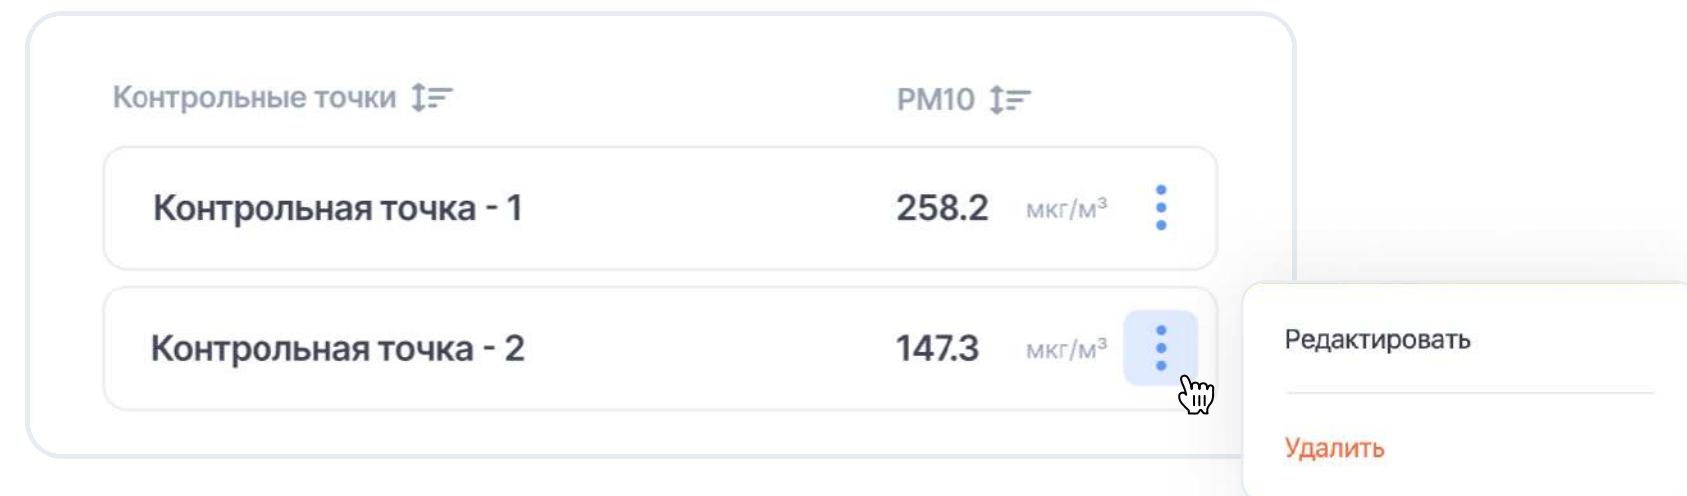 Контрольные точки
PM10
Контрольная точка - 1
258.2 мкг/м³
Контрольная точка - 2
147.3 мкг/м³
Редактировать
Удалить